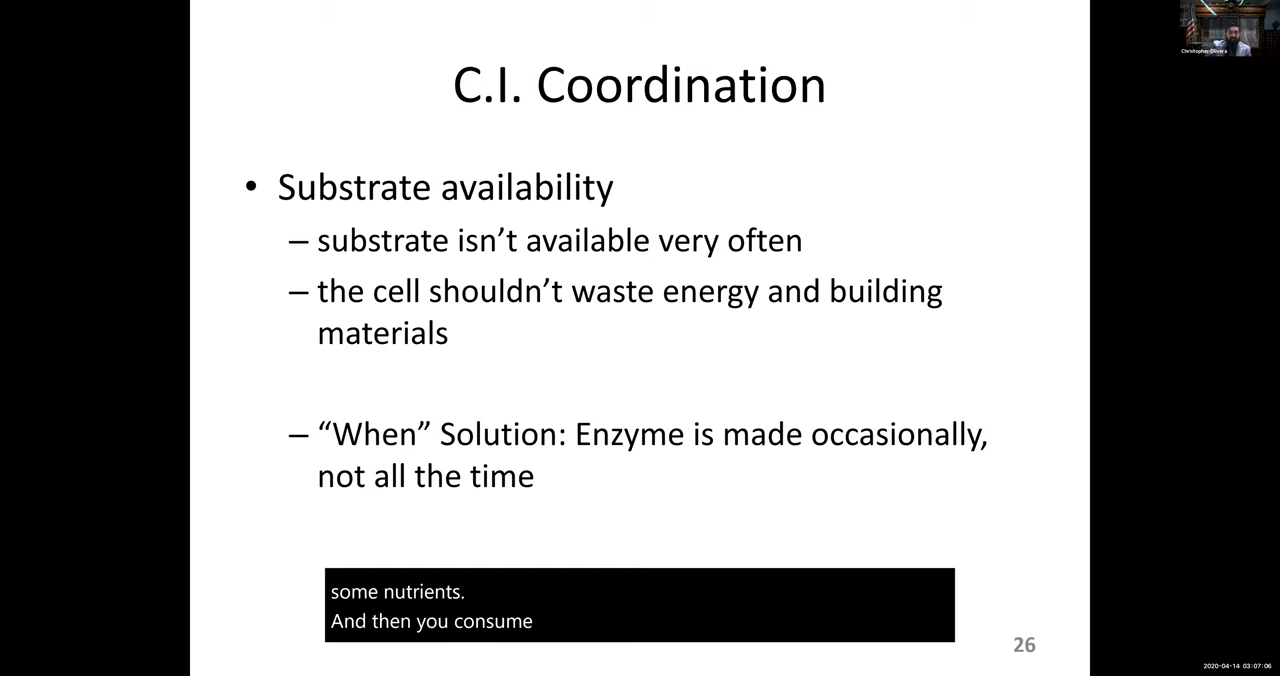 Christopher Olivera
C.I. Coordination
• Substrate availability
– substrate isn’t available very often
– the cell shouldn’t waste energy and building
materials
– “When” Solution: Enzyme is made occasionally,
not all the time
some nutrients.
And then you consume
26
2020-04-14 03:07:06